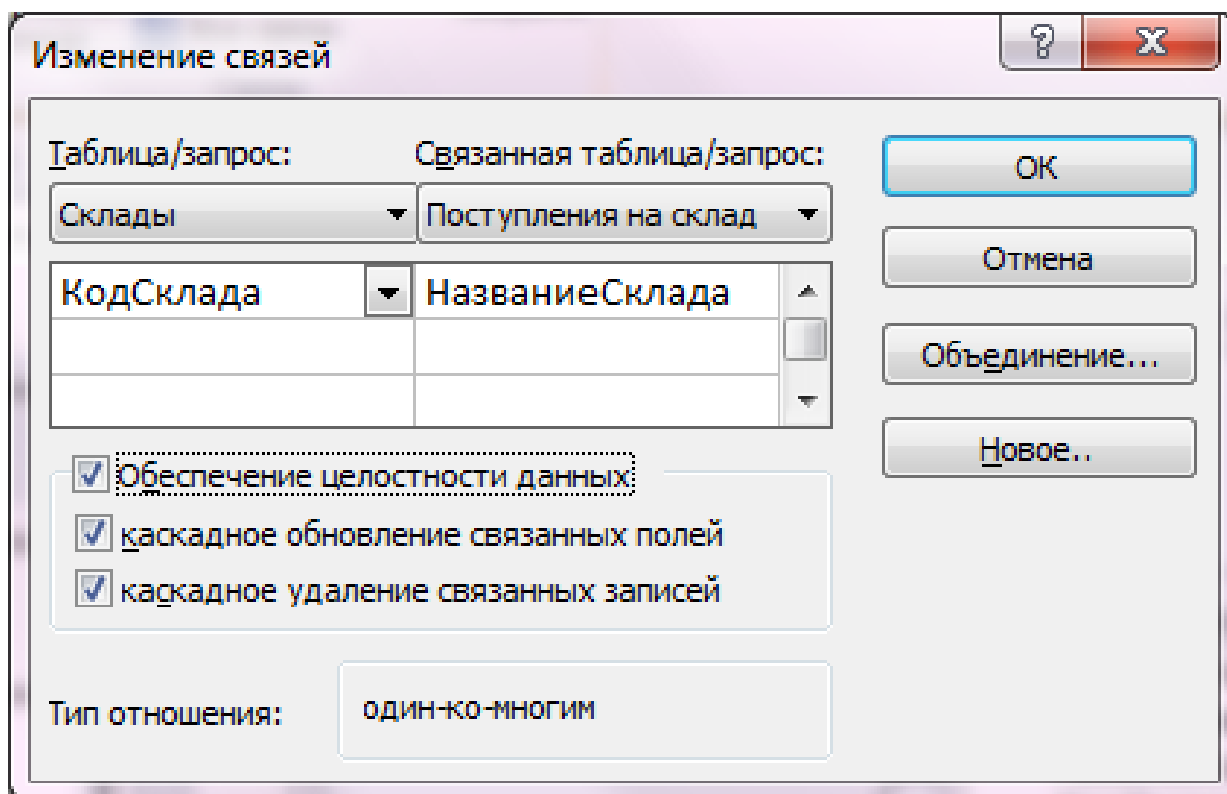 Изменение связей
Таблица/запрос: Связанная таблица/запрос:
Склады Поступления на склад
КодСклада НазваниеСклада
Обеспечение целостности данных
каскадное обновление связанных полей
каскадное удаление связанных записей
Тип отношения: один-ко-многим
ОК
Отмена
Объединение...
Новое..